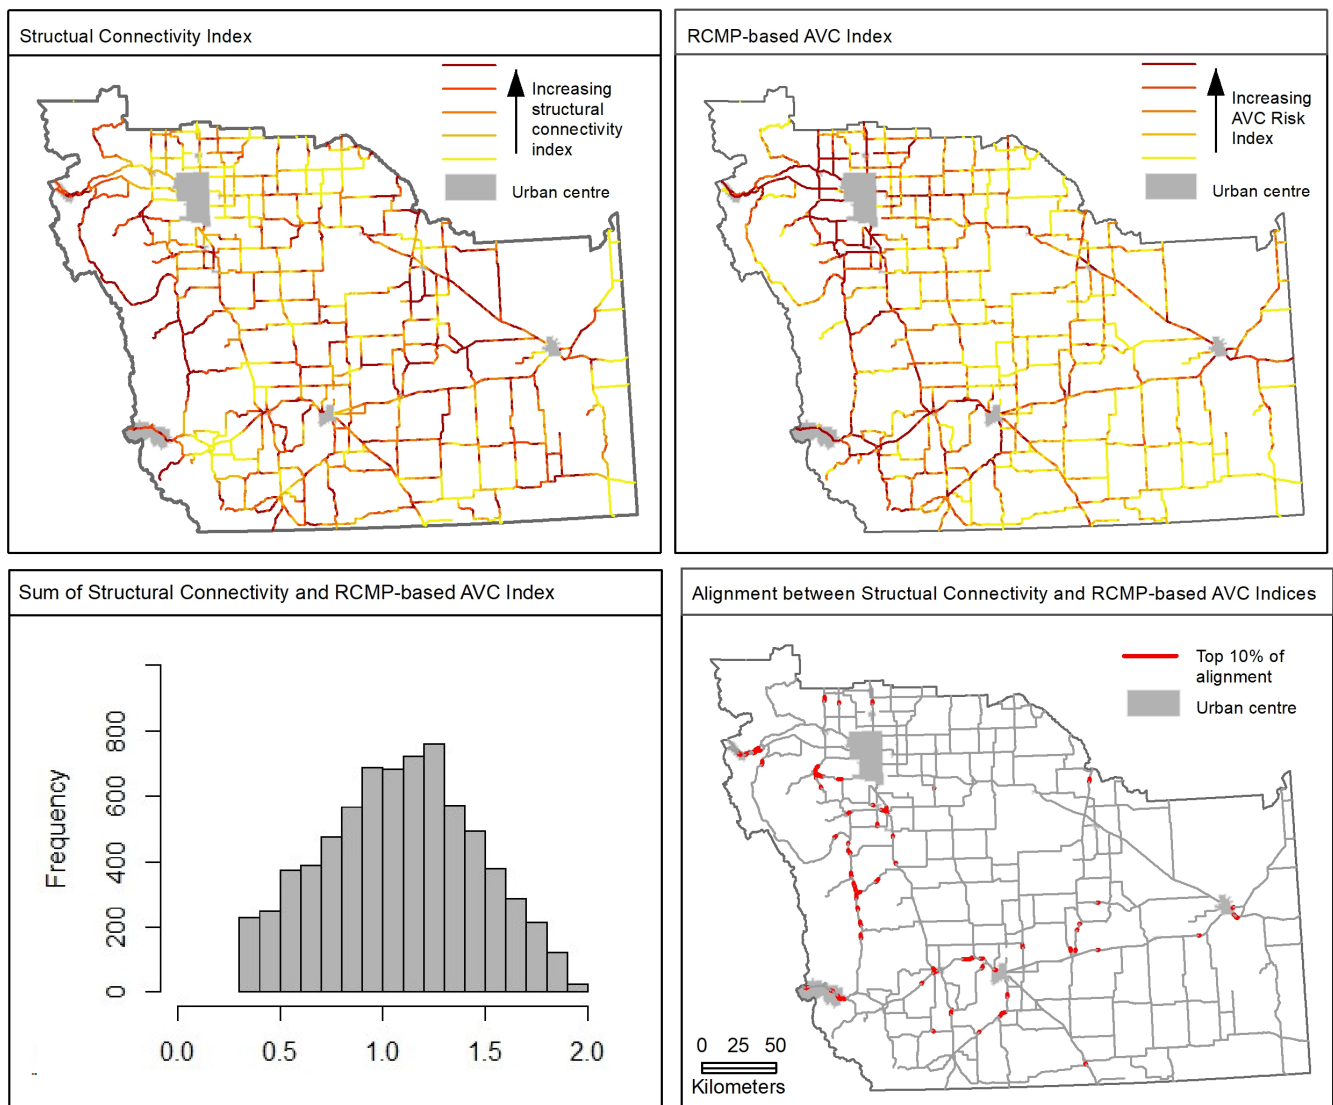 Structual Connectivity Index
Increasing
structural
connectivity
index
Urban centre
RCMP-based AVC Index
Increasing
AVC Risk
Index
Urban centre
Sum of Structural Connectivity and RCMP-based AVC Index
Frequency
800
600
400
200
0
0.0 0.5 1.0 1.5 2.0
Alignment between Structual Connectivity and RCMP-based AVC Indices
Top 10% of
alignment
Urban centre
0 25 50
Kilometers